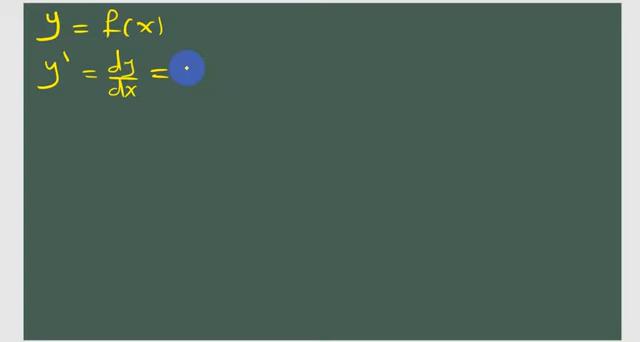 y = f(x)
y' = dy/dx =